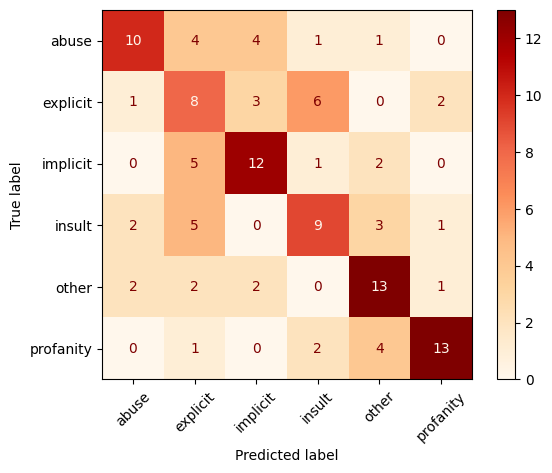 abuse 10 4 4 1 1 0
explicit 1 8 3 6 0 2
implicit 0 5 12 1 2 0
insult 2 5 0 9 3 1
other 2 2 2 0 13 1
profanity 0 1 0 2 4 13
True label
abuse explicit implicit insult other profanity
Predicted label
12
10
8
6
4
2
0